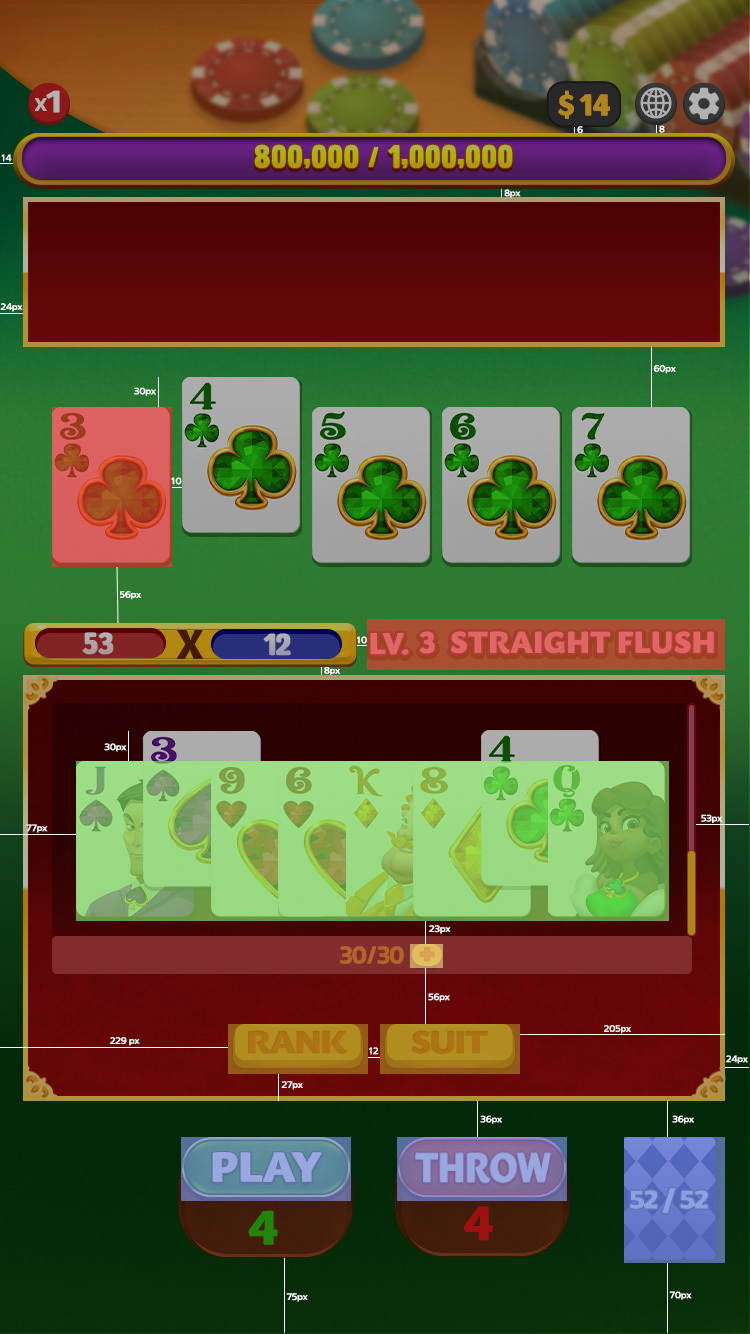 x1
$ 14
6
8
14
800,000 / 1,000,000
8px
24px
60px
30px
3
4
5
6
7
10
56px
53 X 12
10
LV. 3 STRAIGHT FLUSH
8px
30px
3
4
J
9
6
K
8
Q
77px
53px
23px
30/30 +
56px
229 px
RANK
12
SUIT
205px
24px
27px
36px
36px
PLAY
THROW
52 / 52
4
4
75px
70px